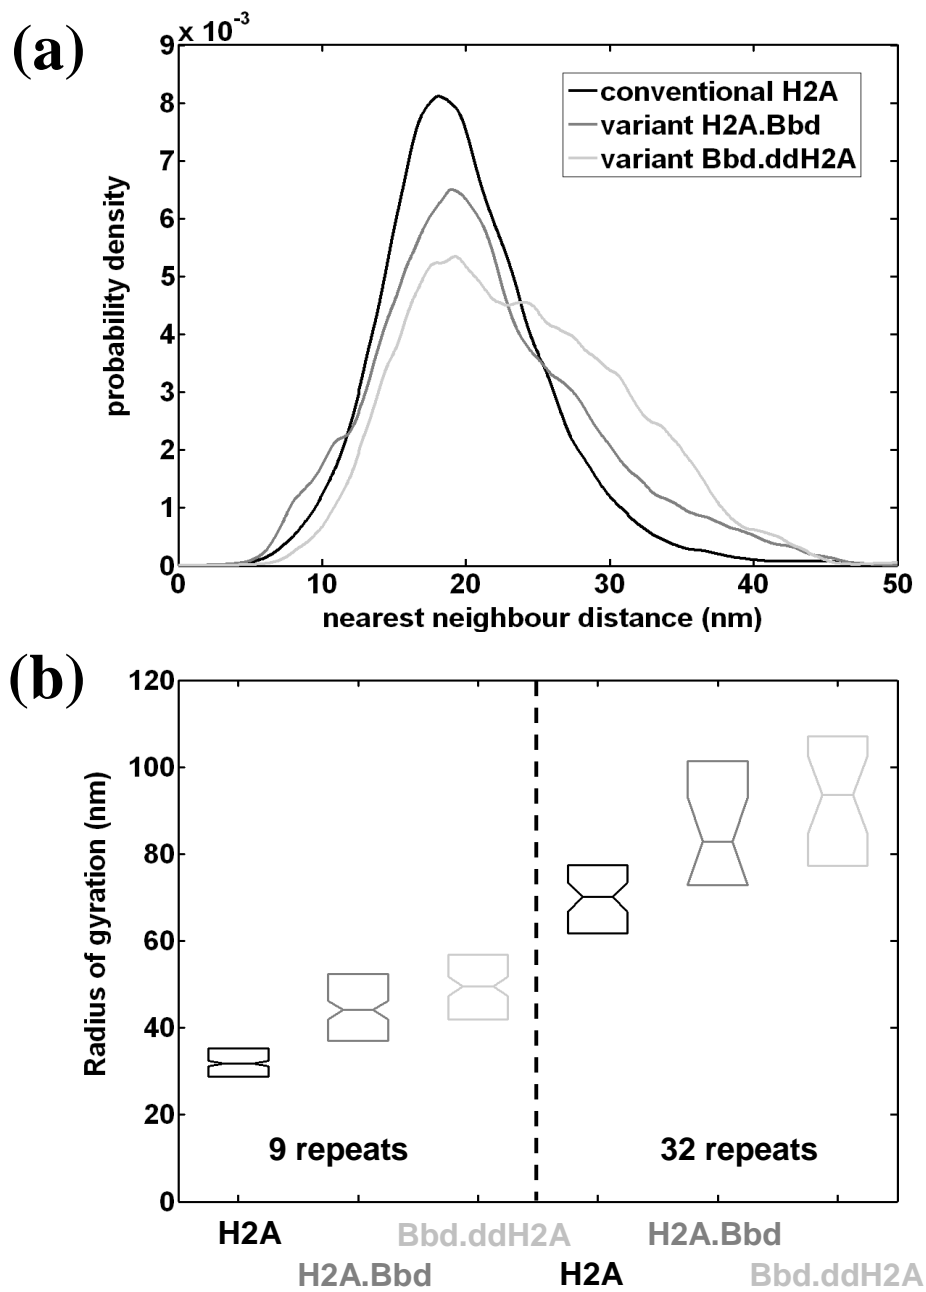 (a)
x 10⁻³
9
8
7
6
5
4
3
2
1
0
probability density
conventional H2A
variant H2A.Bbd
variant Bbd.ddH2A
0 10 20 30 40 50
nearest neighbour distance (nm)
(b)
120
100
80
60
40
20
0
Radius of gyration (nm)
9 repeats 32 repeats
H2A Bbd.ddH2A H2A.Bbd
H2A.Bbd H2A Bbd.ddH2A